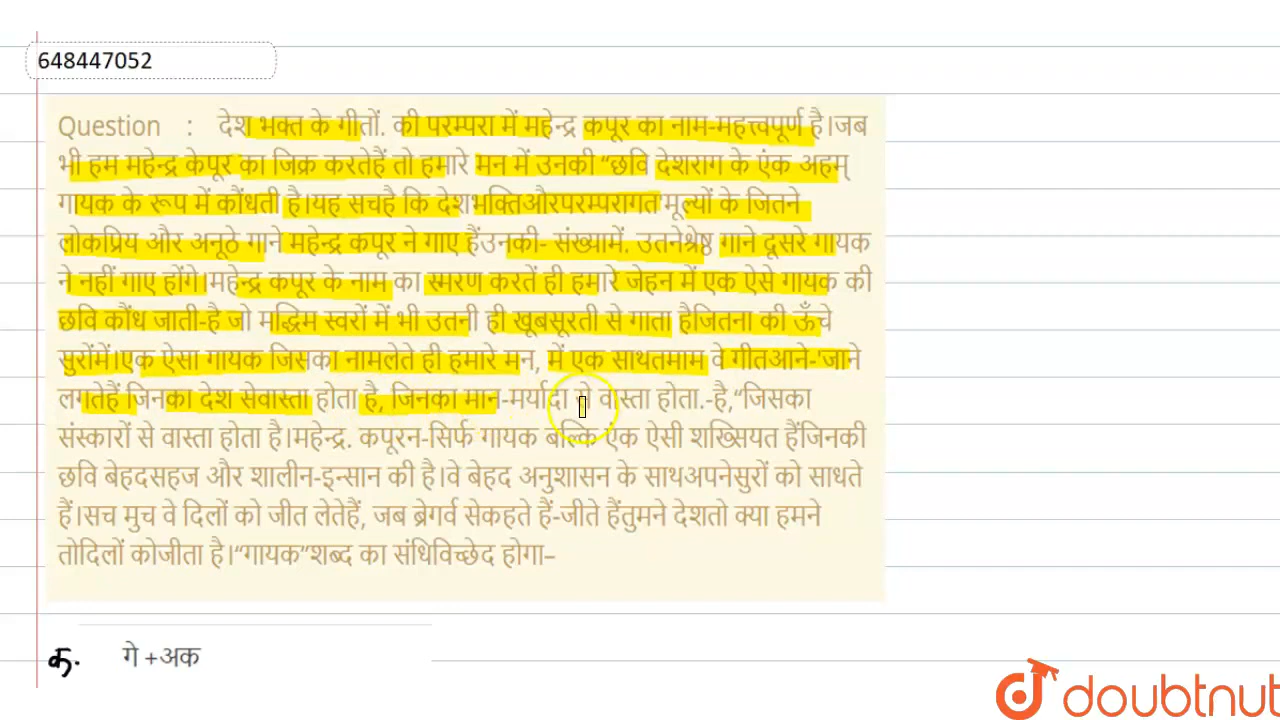 648447052
Question : देश भक्त के गीतों. की परम्परा में महेन्द्र कपूर का नाम-महत्त्वपूर्ण है।जब
भी हम महेन्द्र केपूर का जिक्र करतेहैं तो हमारे मन में उनकी “छवि देशराग के एंक अहम्
गायक के रूप में कौंधती है।यह सचहै कि देशभक्तिऔरपरम्परागत मूल्यों के जितने
लोकप्रिय और अनूठे गाने महेन्द्र कपूर ने गाए हैंउनकी- संख्यामें. उतनेश्रेष्ठ गाने दूसरे गायक
ने नहीं गाए होंगे।महेन्द्र कपूर के नाम का स्मरण करतें ही हमारे जेहन में एक ऐसे गायक की
छवि कौंध जाती-है जो मद्धिम स्वरों में भी उतनी ही खूबसूरती से गाता हैजितना की ऊँचे
सुरोंमें।एक ऐसा गायक जिसका नामलेते ही हमारे मन, में एक साथतमाम वे गीतआने-'जाने
लगतेहैं जिनका देश सेवास्ता होता है, जिनका मान-मर्यादा से वास्ता होता.-है,“जिसका
संस्कारों से वास्ता होता है।महेन्द्र. कपूरन-सिर्फ गायक बल्कि एक ऐसी शख्सियत हैंजिनकी
छवि बेहदसहज और शालीन-इन्सान की है।वे बेहद अनुशासन के साथअपनेसुरों को साधते
हैं।सच मुच वे दिलों को जीत लेतेहैं, जब ब्रेगर्व सेकहते हैं-जीते हैंतुमने देशतो क्या हमने
तोदिलों कोजीता है।“गायक”शब्द का संधिविच्छेद होगा–
क. गे +अक
doubtnut